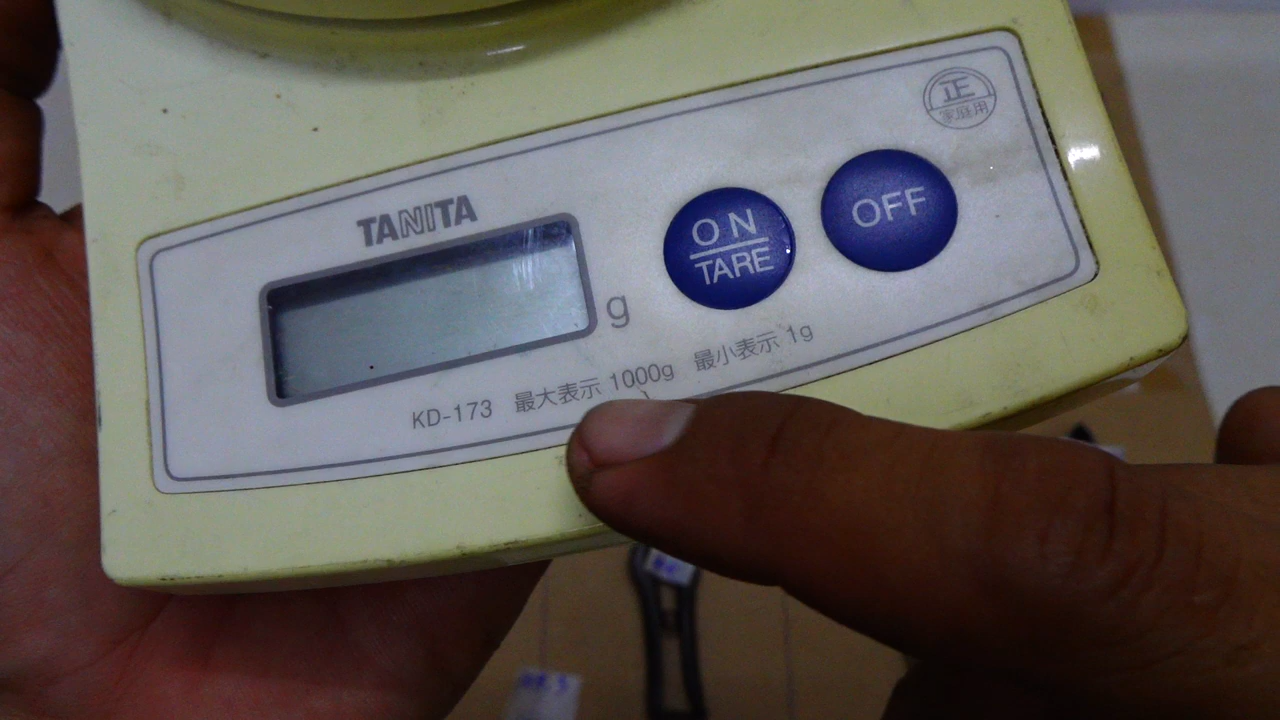 正
家庭用
TANITA
ON
TARE
OFF
g
KD-173 最大表示 1000g 最小表示 1g